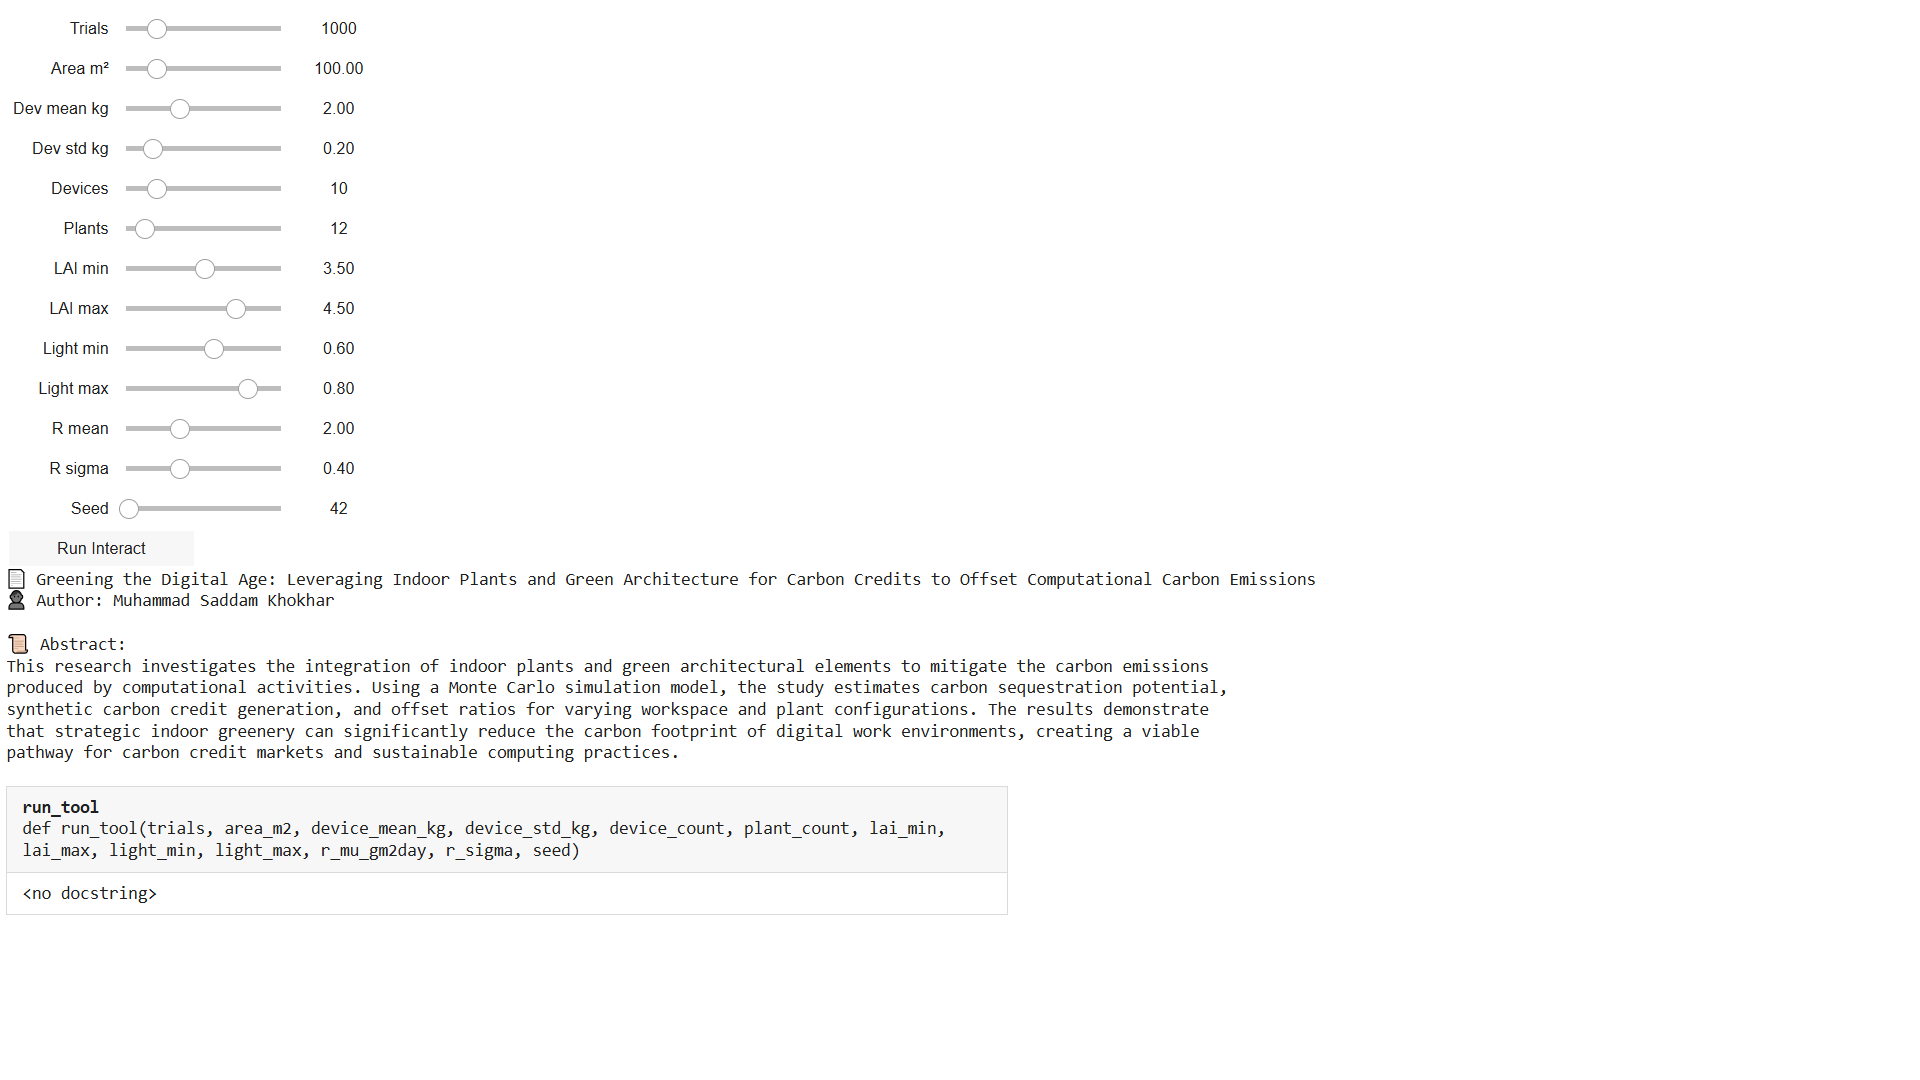 Trials 1000
Area m² 100.00
Dev mean kg 2.00
Dev std kg 0.20
Devices 10
Plants 12
LAI min 3.50
LAI max 4.50
Light min 0.60
Light max 0.80
R mean 2.00
R sigma 0.40
Seed 42
Run Interact
Greening the Digital Age: Leveraging Indoor Plants and Green Architecture for Carbon Credits to Offset Computational Carbon Emissions
Author: Muhammad Saddam Khokhar
Abstract:
This research investigates the integration of indoor plants and green architectural elements to mitigate the carbon emissions
produced by computational activities. Using a Monte Carlo simulation model, the study estimates carbon sequestration potential,
synthetic carbon credit generation, and offset ratios for varying workspace and plant configurations. The results demonstrate
that strategic indoor greenery can significantly reduce the carbon footprint of digital work environments, creating a viable
pathway for carbon credit markets and sustainable computing practices.
run_tool
def run_tool(trials, area_m2, device_mean_kg, device_std_kg, device_count, plant_count, lai_min,
lai_max, light_min, light_max, r_mu_gm2day, r_sigma, seed)
<no docstring>